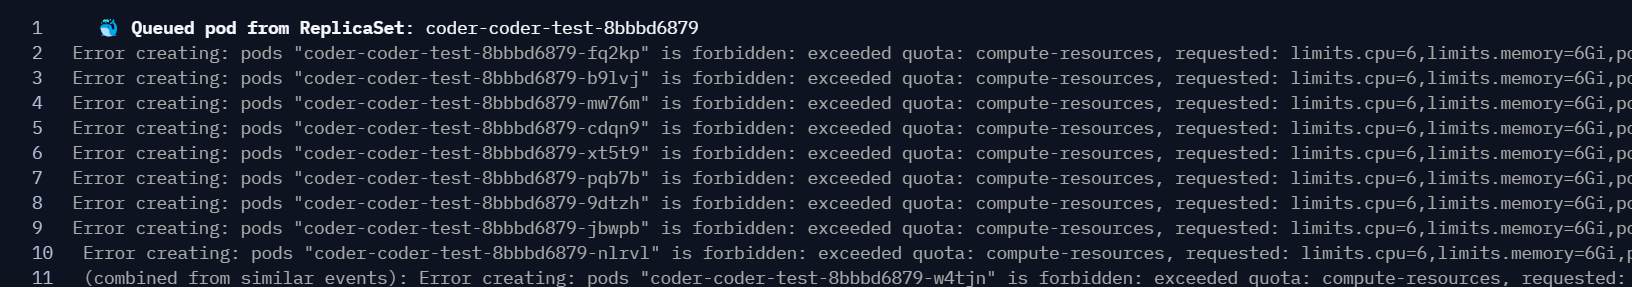 1 Queued pod from ReplicaSet: coder-coder-test-8bbbd6879
2 Error creating: pods "coder-coder-test-8bbbd6879-fq2kp" is forbidden: exceeded quota: compute-resources, requested: limits.cpu=6,limits.memory=6Gi,po
3 Error creating: pods "coder-coder-test-8bbbd6879-b9lvj" is forbidden: exceeded quota: compute-resources, requested: limits.cpu=6,limits.memory=6Gi,po
4 Error creating: pods "coder-coder-test-8bbbd6879-mw76m" is forbidden: exceeded quota: compute-resources, requested: limits.cpu=6,limits.memory=6Gi,po
5 Error creating: pods "coder-coder-test-8bbbd6879-cdqn9" is forbidden: exceeded quota: compute-resources, requested: limits.cpu=6,limits.memory=6Gi,po
6 Error creating: pods "coder-coder-test-8bbbd6879-xt5t9" is forbidden: exceeded quota: compute-resources, requested: limits.cpu=6,limits.memory=6Gi,po
7 Error creating: pods "coder-coder-test-8bbbd6879-pqb7b" is forbidden: exceeded quota: compute-resources, requested: limits.cpu=6,limits.memory=6Gi,po
8 Error creating: pods "coder-coder-test-8bbbd6879-9dtzh" is forbidden: exceeded quota: compute-resources, requested: limits.cpu=6,limits.memory=6Gi,po
9 Error creating: pods "coder-coder-test-8bbbd6879-jbwpb" is forbidden: exceeded quota: compute-resources, requested: limits.cpu=6,limits.memory=6Gi,po
10 Error creating: pods "coder-coder-test-8bbbd6879-nlrvl" is forbidden: exceeded quota: compute-resources, requested: limits.cpu=6,limits.memory=6Gi,p
11 (combined from similar events): Error creating: pods "coder-coder-test-8bbbd6879-w4tjn" is forbidden: exceeded quota: compute-resources, requested: